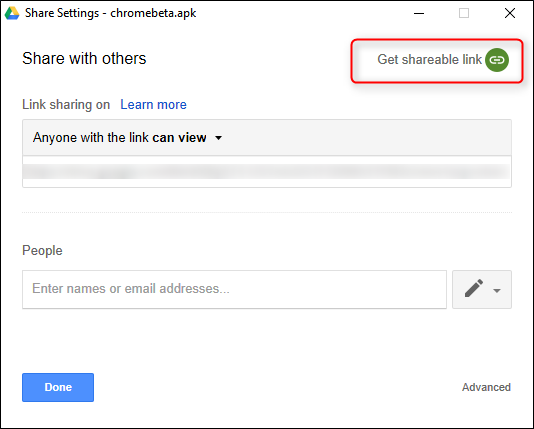 Share Settings - chromebeta.apk
Share with others
Get shareable link
Link sharing on Learn more
Anyone with the link can view
People
Enter names or email addresses...
Done
Advanced